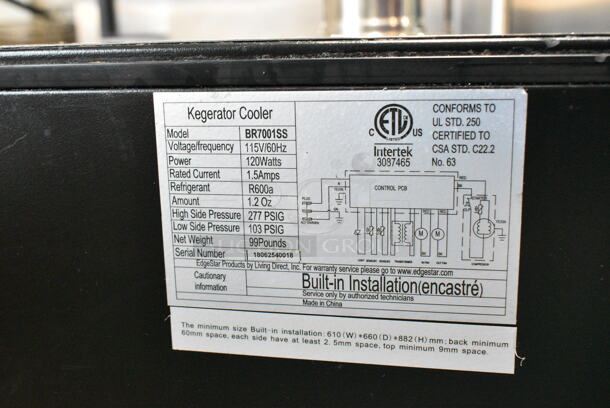 Kegerator Cooler
Model BR7001SS
Voltage/frequency 115V/60Hz
Power 120Watts
Rated Current 1.5Amps
Refrigerant R600a
Amount 1.2 Oz
High Side Pressure 277 PSIG
Low Side Pressure 103 PSIG
Net Weight 99Pounds
Serial Number 18062540018
C ETL US
Intertek
3087465
CONFORMS TO
UL STD. 250
CERTIFIED TO
CSA STD. C22.2
No. 63
CONTROL PCB
EdgeStar Products by Living Direct, Inc. For warranty service please go to www.edgestar.com
Cautionary
information
Built-in Installation(encastré)
Service only by authorized technicians
Made in China
The minimum size Built-in installation: 610(W)*660(D)*882(H)mm; back minimum
60mm space, each side have at least 2.5mm space, top minimum 9mm space.